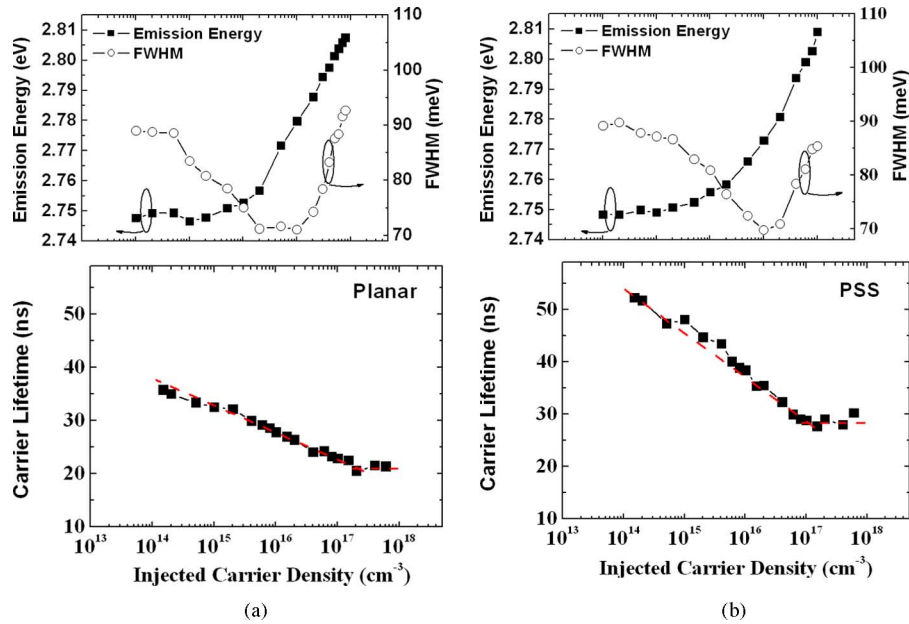 2.81
2.80
2.79
2.78
2.77
2.76
2.75
2.74
Emission Energy (eV)
Emission Energy
FWHM
110
100
90
80
70
FWHM (meV)
50
40
30
20
10
Carrier Lifetime (ns)
Planar
10^13 10^14 10^15 10^16 10^17 10^18
Injected Carrier Density (cm^-3)
(a)
2.81
2.80
2.79
2.78
2.77
2.76
2.75
2.74
Emission Energy (eV)
Emission Energy
FWHM
110
100
90
80
70
FWHM (meV)
50
40
30
20
10
Carrier Lifetime (ns)
PSS
10^13 10^14 10^15 10^16 10^17 10^18
Injected Carrier Density (cm^-3)
(b)